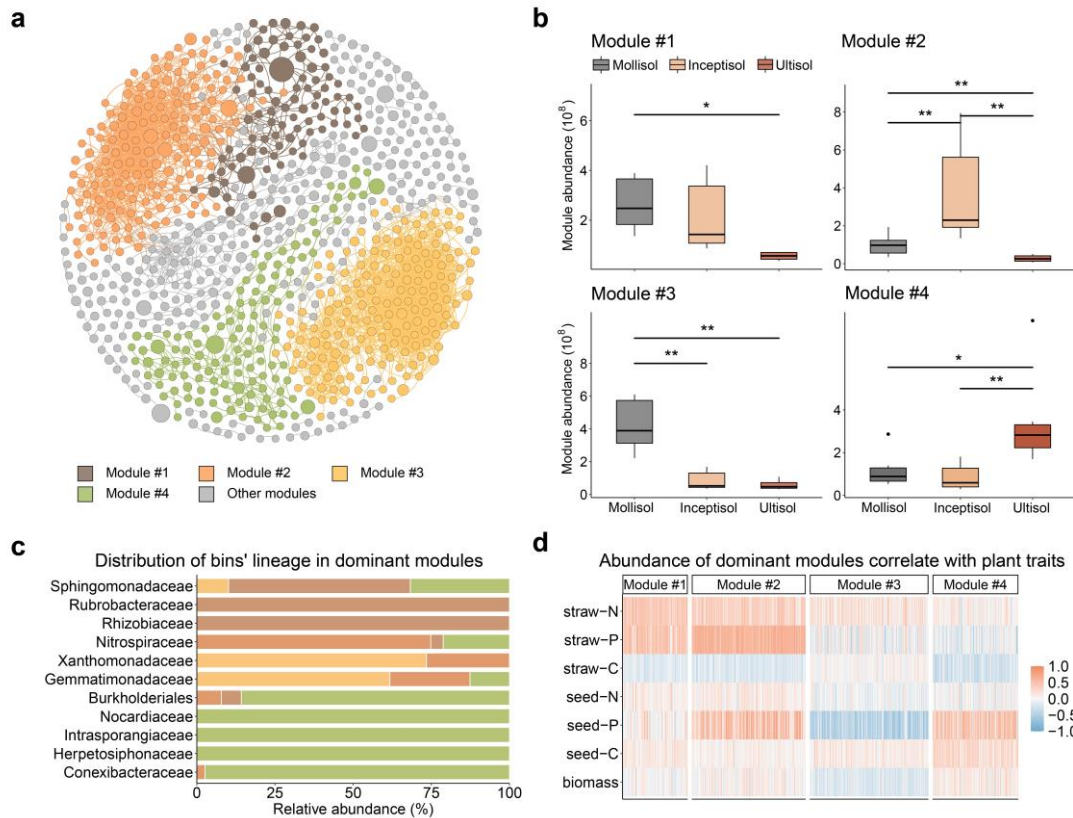 a
Module #1 Module #2 Module #3
Module #4 Other modules
b
Module #1
Mollisol Inceptisol Ultisol
Module abundance (10⁸)
6
4
2
*
Module #2
8
6
4
2
0
**
** **
Module #3
Module abundance (10⁸)
8
6
4
2
0
**
**
Mollisol Inceptisol Ultisol
Module #4
4
2
0
*
**
Mollisol Inceptisol Ultisol
c
Distribution of bins' lineage in dominant modules
Sphingomonadaceae
Rubrobacteraceae
Rhizobiaceae
Nitrospiraceae
Xanthomonadaceae
Gemmatimonadaceae
Burkholderiales
Nocardiaceae
Intrasporangiaceae
Herpetosiphonaceae
Conexibacteraceae
0 25 50 75 100
Relative abundance (%)
d
Abundance of dominant modules correlate with plant traits
Module #1 Module #2 Module #3 Module #4
straw−N
straw−P
straw−C
seed−N
seed−P
seed−C
biomass
1.0
0.5
0.0
−0.5
−1.0